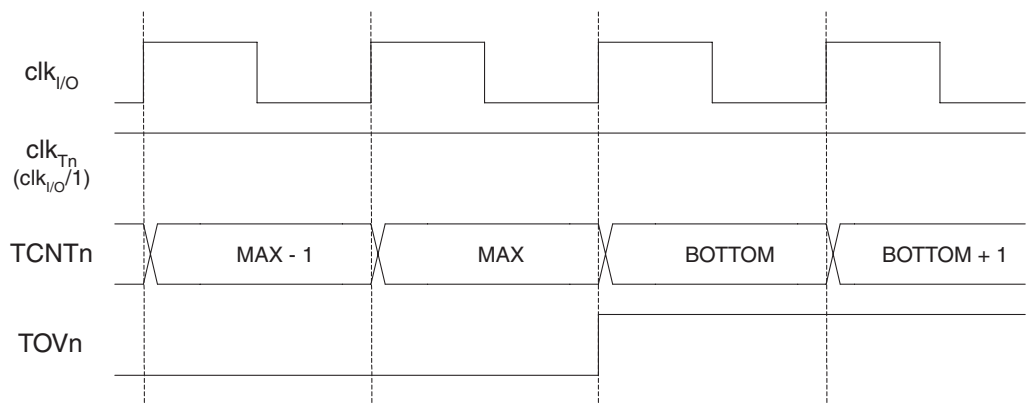 clkI/O
clkTn
(clkI/O/1)
TCNTn
MAX - 1
MAX
BOTTOM
BOTTOM + 1
TOVn